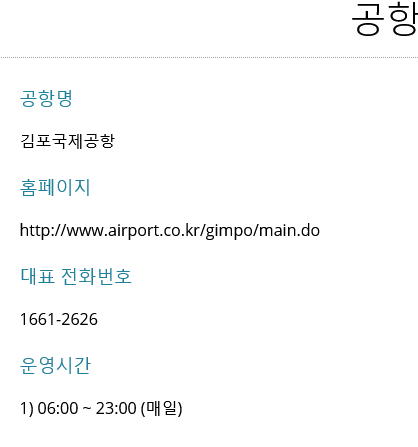 공항
공항명
김포국제공항
홈페이지
http://www.airport.co.kr/gimpo/main.do
대표 전화번호
1661-2626
운영시간
1) 06:00 ~ 23:00 (매일)